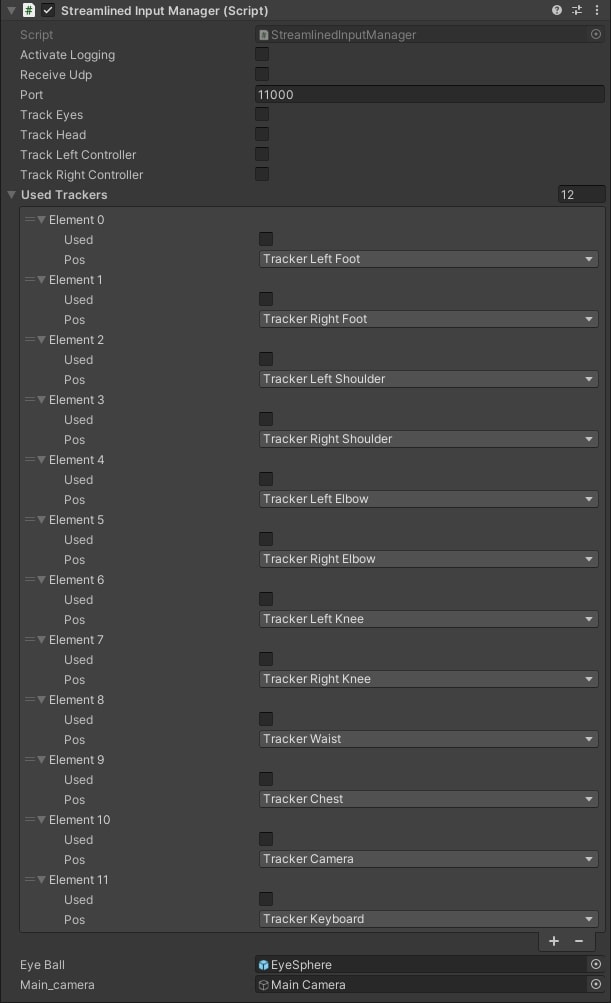 Streamlined Input Manager (Script)
Script StreamlinedInputManager
Activate Logging
Receive Udp
Port 11000
Track Eyes
Track Head
Track Left Controller
Track Right Controller
Used Trackers 12
Element 0
Used
Pos Tracker Left Foot
Element 1
Used
Pos Tracker Right Foot
Element 2
Used
Pos Tracker Left Shoulder
Element 3
Used
Pos Tracker Right Shoulder
Element 4
Used
Pos Tracker Left Elbow
Element 5
Used
Pos Tracker Right Elbow
Element 6
Used
Pos Tracker Left Knee
Element 7
Used
Pos Tracker Right Knee
Element 8
Used
Pos Tracker Waist
Element 9
Used
Pos Tracker Chest
Element 10
Used
Pos Tracker Camera
Element 11
Used
Pos Tracker Keyboard
+ −
Eye Ball EyeSphere
Main_camera Main Camera